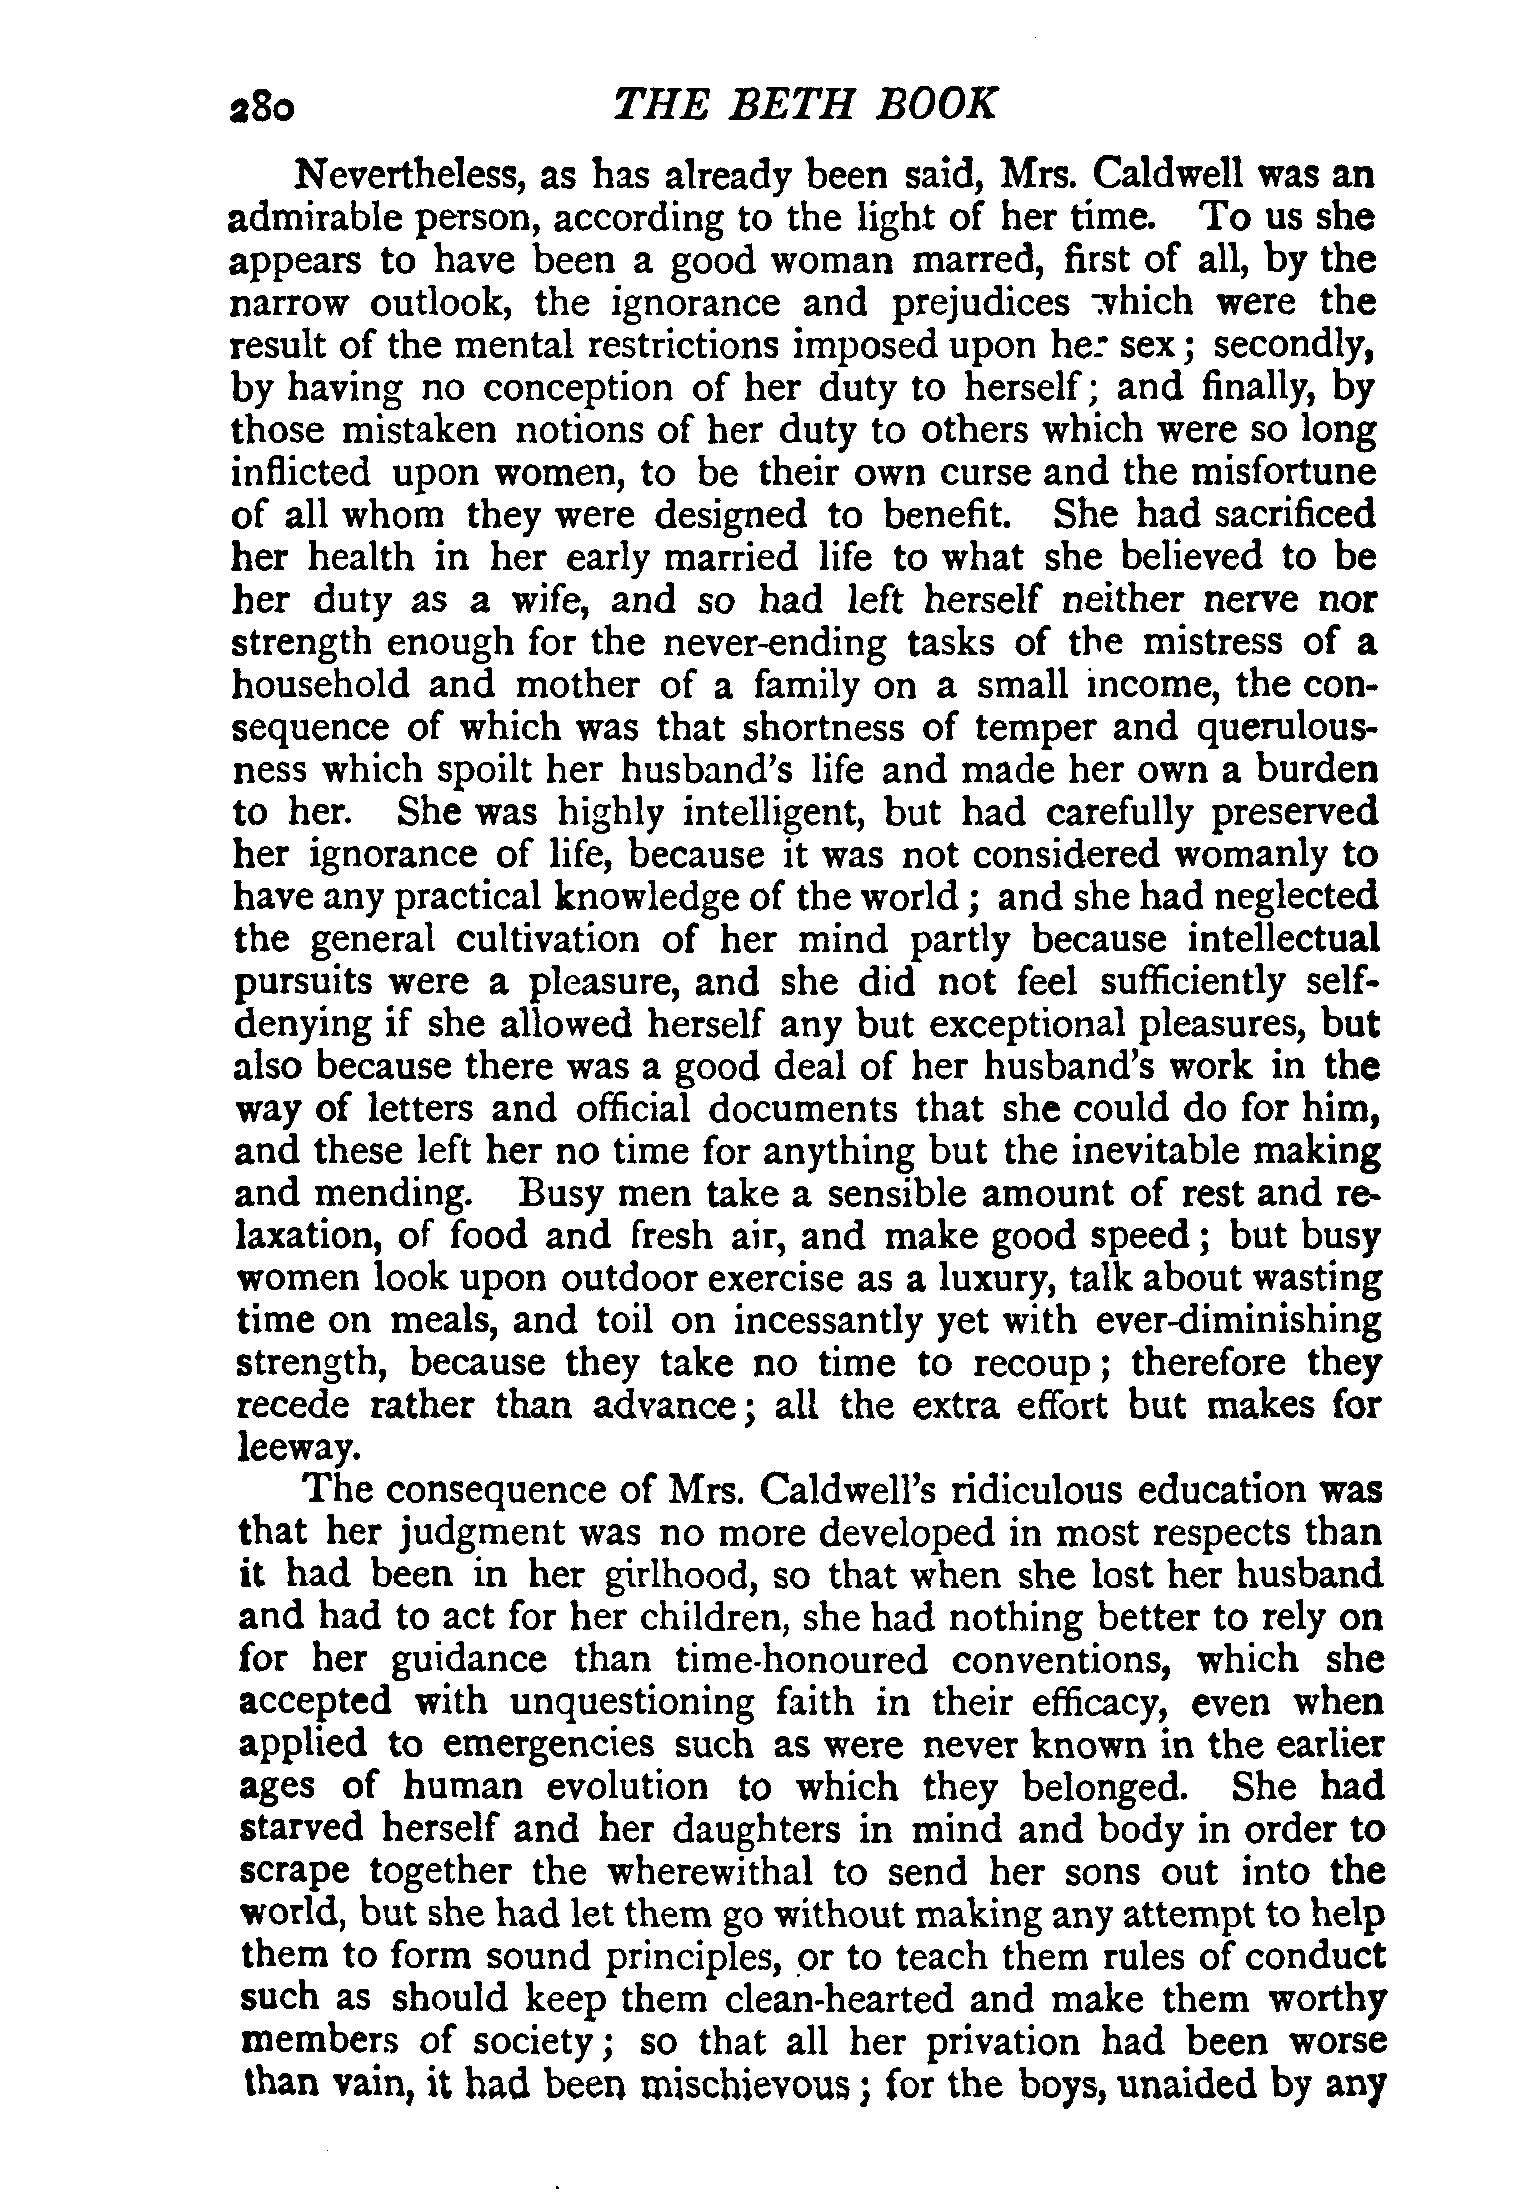 280 THE BETH BOOK
Nevertheless, as has already been said, Mrs. Caldwell was an
admirable person, according to the light of her time. To us she
appears to have been a good woman marred, first of all, by the
narrow outlook, the ignorance and prejudices which were the
result of the mental restrictions imposed upon her sex; secondly,
by having no conception of her duty to herself; and finally, by
those mistaken notions of her duty to others which were so long
inflicted upon women, to be their own curse and the misfortune
of all whom they were designed to benefit. She had sacrificed
her health in her early married life to what she believed to be
her duty as a wife, and so had left herself neither nerve nor
strength enough for the never-ending tasks of the mistress of a
household and mother of a family on a small income, the con-
sequence of which was that shortness of temper and querulous-
ness which spoilt her husband's life and made her own a burden
to her. She was highly intelligent, but had carefully preserved
her ignorance of life, because it was not considered womanly to
have any practical knowledge of the world; and she had neglected
the general cultivation of her mind partly because intellectual
pursuits were a pleasure, and she did not feel sufficiently self-
denying if she allowed herself any but exceptional pleasures, but
also because there was a good deal of her husband's work in the
way of letters and official documents that she could do for him,
and these left her no time for anything but the inevitable making
and mending. Busy men take a sensible amount of rest and re-
laxation, of food and fresh air, and make good speed; but busy
women look upon outdoor exercise as a luxury, talk about wasting
time on meals, and toil on incessantly yet with ever-diminishing
strength, because they take no time to recoup; therefore they
recede rather than advance; all the extra effort but makes for
leeway.
The consequence of Mrs. Caldwell's ridiculous education was
that her judgment was no more developed in most respects than
it had been in her girlhood, so that when she lost her husband
and had to act for her children, she had nothing better to rely on
for her guidance than time-honoured conventions, which she
accepted with unquestioning faith in their efficacy, even when
applied to emergencies such as were never known in the earlier
ages of human evolution to which they belonged. She had
starved herself and her daughters in mind and body in order to
scrape together the wherewithal to send her sons out into the
world, but she had let them go without making any attempt to help
them to form sound principles, or to teach them rules of conduct
such as should keep them clean-hearted and make them worthy
members of society; so that all her privation had been worse
than vain, it had been mischievous; for the boys, unaided by any